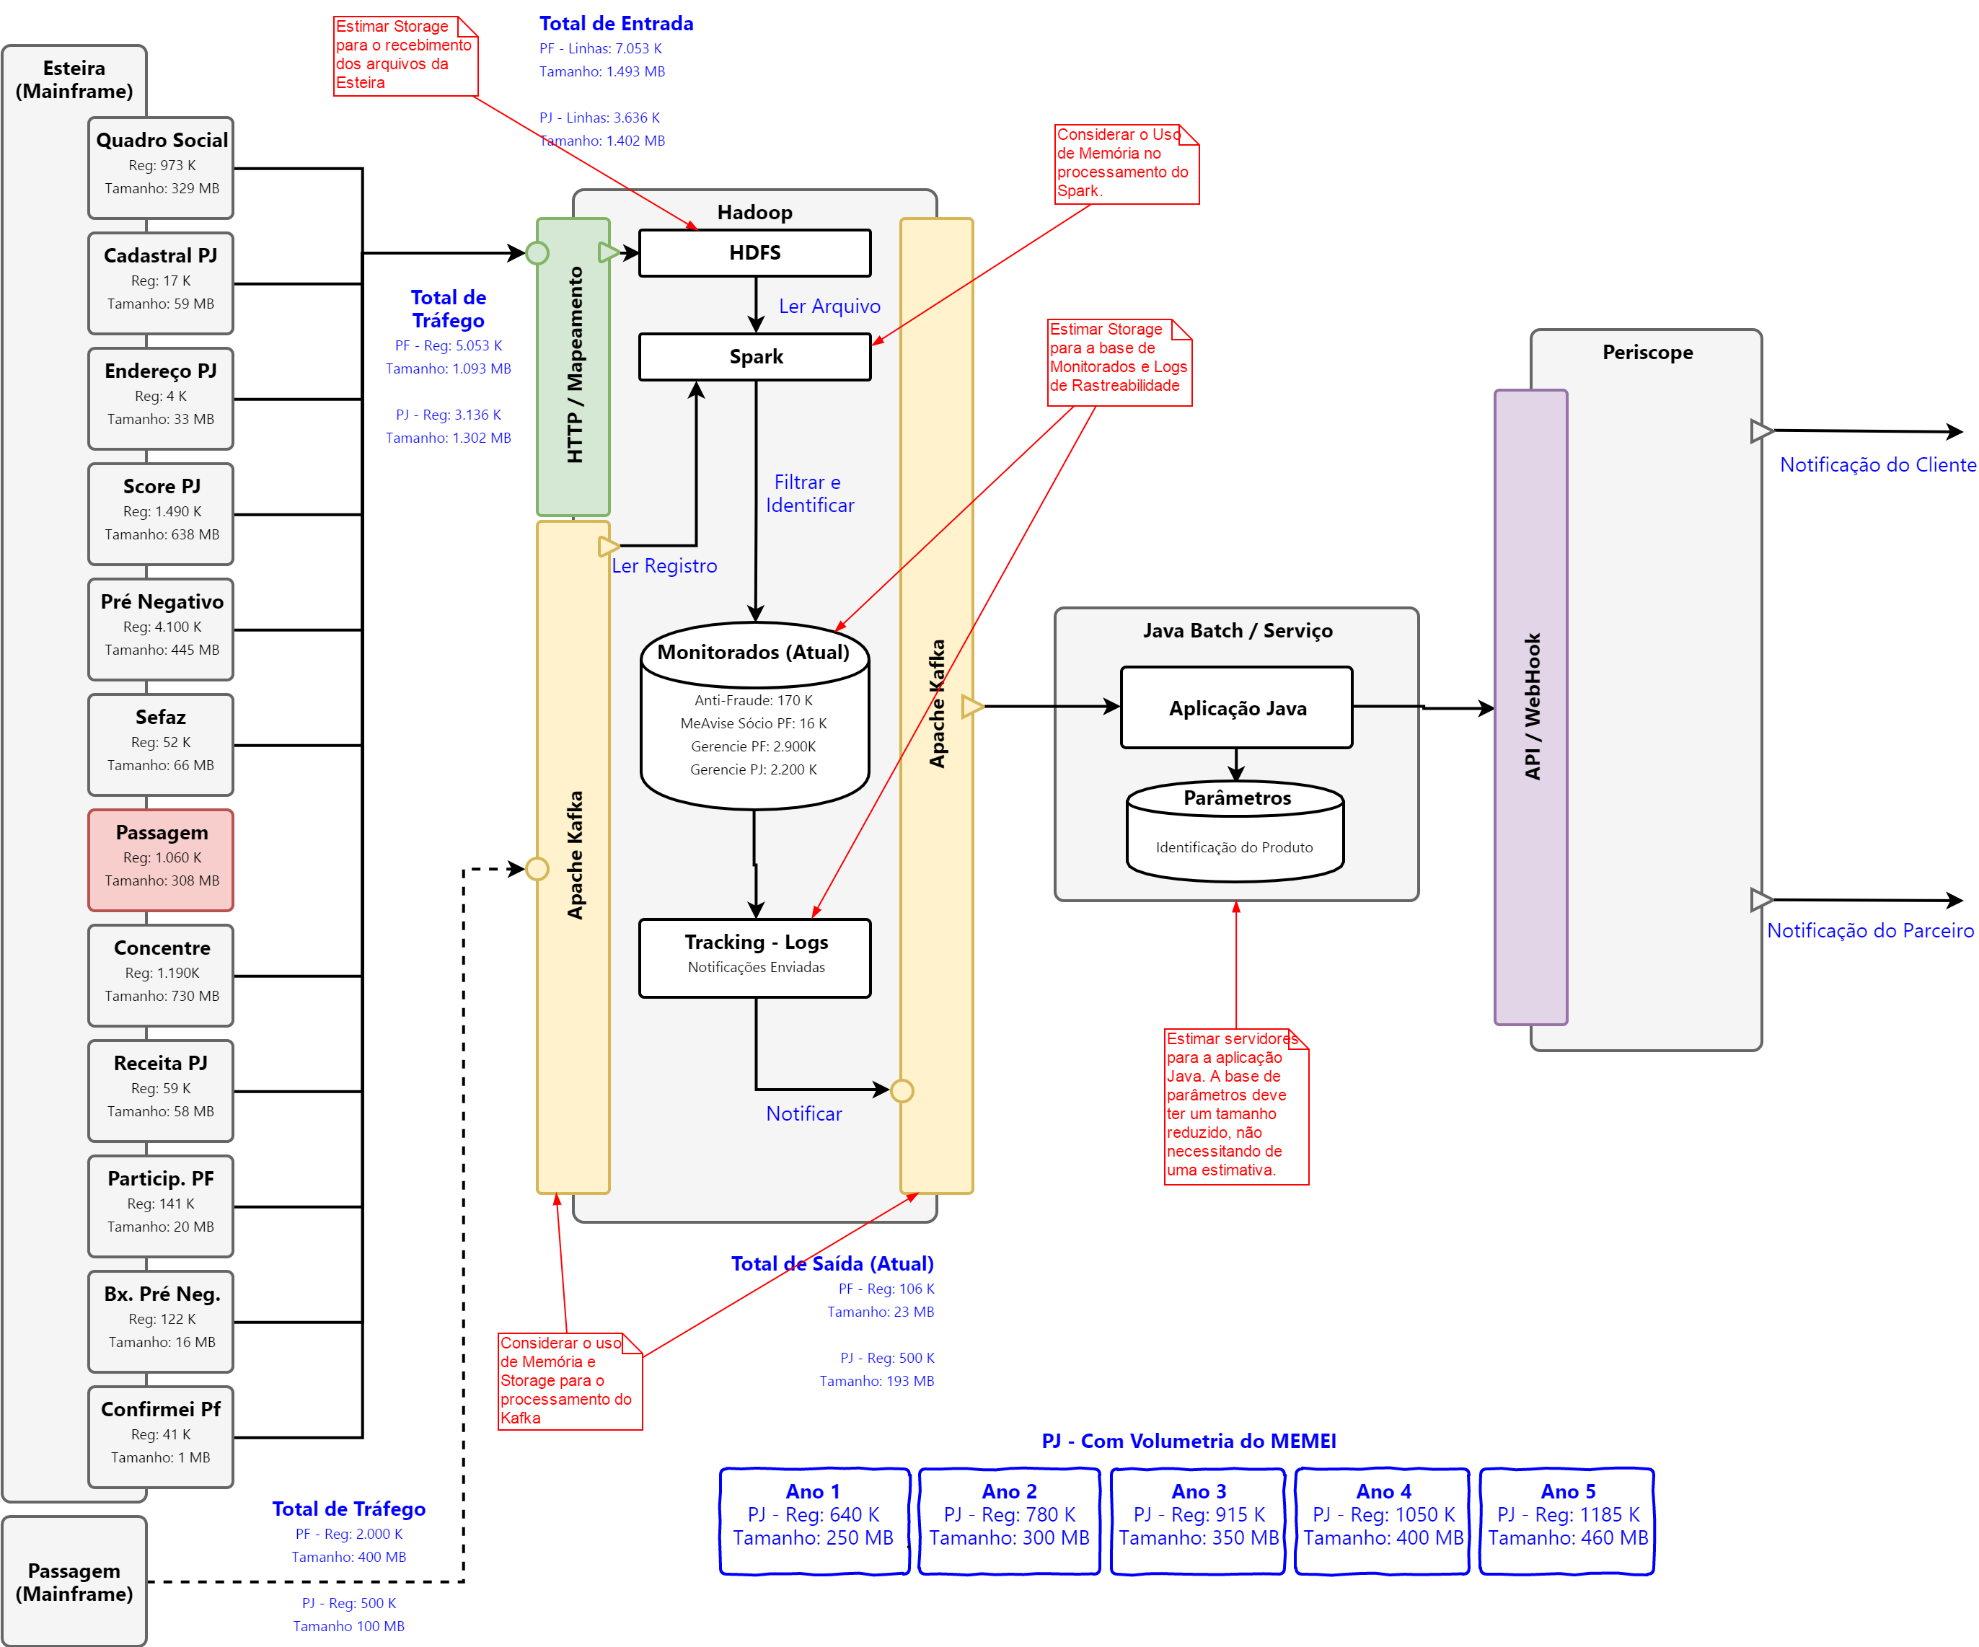 Esteira
(Mainframe)
Quadro Social
Reg: 973 K
Tamanho: 329 MB
Cadastral PJ
Reg: 17 K
Tamanho: 59 MB
Endereço PJ
Reg: 4 K
Tamanho: 33 MB
Score PJ
Reg: 1.490 K
Tamanho: 638 MB
Pré Negativo
Reg: 4.100 K
Tamanho: 445 MB
Sefaz
Reg: 52 K
Tamanho: 66 MB
Passagem
Reg: 1.060 K
Tamanho: 308 MB
Concentre
Reg: 1.190K
Tamanho: 730 MB
Receita PJ
Reg: 59 K
Tamanho: 58 MB
Particip. PF
Reg: 141 K
Tamanho: 20 MB
Bx. Pré Neg.
Reg: 122 K
Tamanho: 16 MB
Confirmei Pf
Reg: 41 K
Tamanho: 1 MB
Passagem
(Mainframe)
Total de Tráfego
PF - Reg: 2.000 K
Tamanho: 400 MB
PJ - Reg: 500 K
Tamanho 100 MB
Estimar Storage
para o recebimento
dos arquivos da
Esteira
Total de Entrada
PF - Linhas: 7.053 K
Tamanho: 1.493 MB
PJ - Linhas: 3.636 K
Tamanho: 1.402 MB
Total de
Tráfego
PF - Reg: 5.053 K
Tamanho: 1.093 MB
PJ - Reg: 3.136 K
Tamanho: 1.302 MB
Hadoop
HTTP / Mapeamento
Apache Kafka
HDFS
Ler Arquivo
Spark
Filtrar e
Identificar
Ler Registro
Monitorados (Atual)
Anti-Fraude: 170 K
MeAvise Sócio PF: 16 K
Gerencie PF: 2.900K
Gerencie PJ: 2.200 K
Tracking - Logs
Notificações Enviadas
Notificar
Apache Kafka
Considerar o Uso
de Memória no
processamento do
Spark.
Estimar Storage
para a base de
Monitorados e Logs
de Rastreabilidade
Java Batch / Serviço
Aplicação Java
Parâmetros
Identificação do Produto
Estimar servidores
para a aplicação
Java. A base de
parâmetros deve
ter um tamanho
reduzido, não
necessitando de
uma estimativa.
Periscope
API / WebHook
Notificação do Cliente
Notificação do Parceiro
Total de Saída (Atual)
PF - Reg: 106 K
Tamanho: 23 MB
PJ - Reg: 500 K
Tamanho: 193 MB
Considerar o uso
de Memória e
Storage para o
processamento do
Kafka
PJ - Com Volumetria do MEMEI
Ano 1
PJ - Reg: 640 K
Tamanho: 250 MB
Ano 2
PJ - Reg: 780 K
Tamanho: 300 MB
Ano 3
PJ - Reg: 915 K
Tamanho: 350 MB
Ano 4
PJ - Reg: 1050 K
Tamanho: 400 MB
Ano 5
PJ - Reg: 1185 K
Tamanho: 460 MB